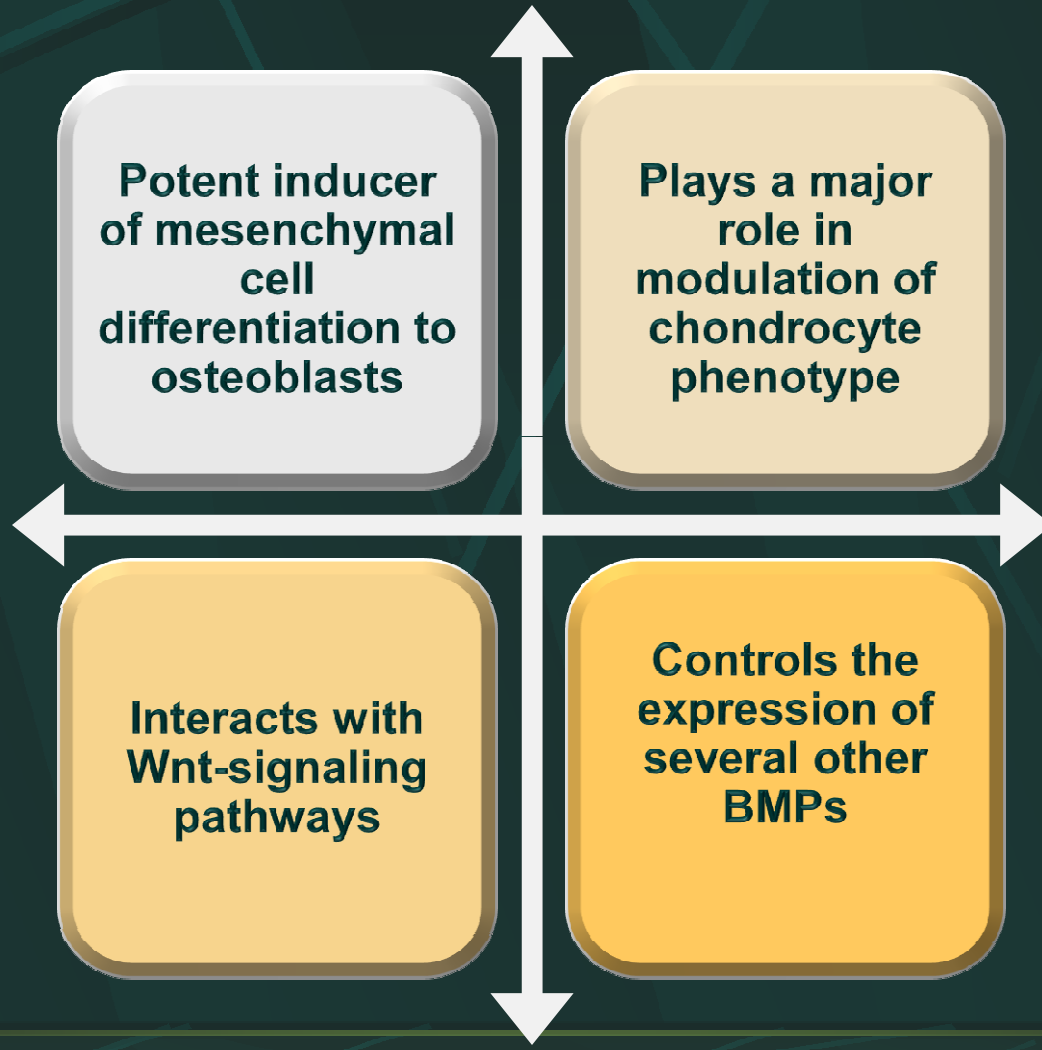 Potent inducer
of mesenchymal
cell
differentiation to
osteoblasts
Plays a major
role in
modulation of
chondrocyte
phenotype
Interacts with
Wnt-signaling
pathways
Controls the
expression of
several other
BMPs